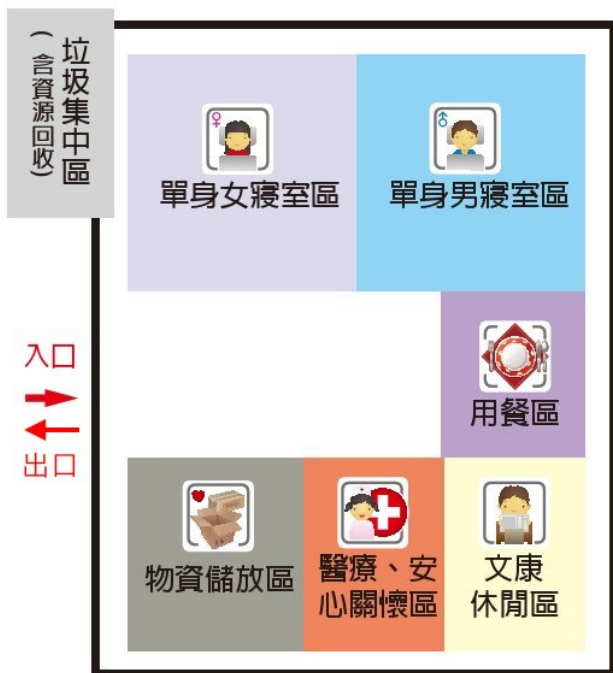 垃圾集中區
(含資源回收)
單身女寢室區
單身男寢室區
入口
出口
用餐區
物資儲放區
醫療、安
心關懷區
文康
休閒區